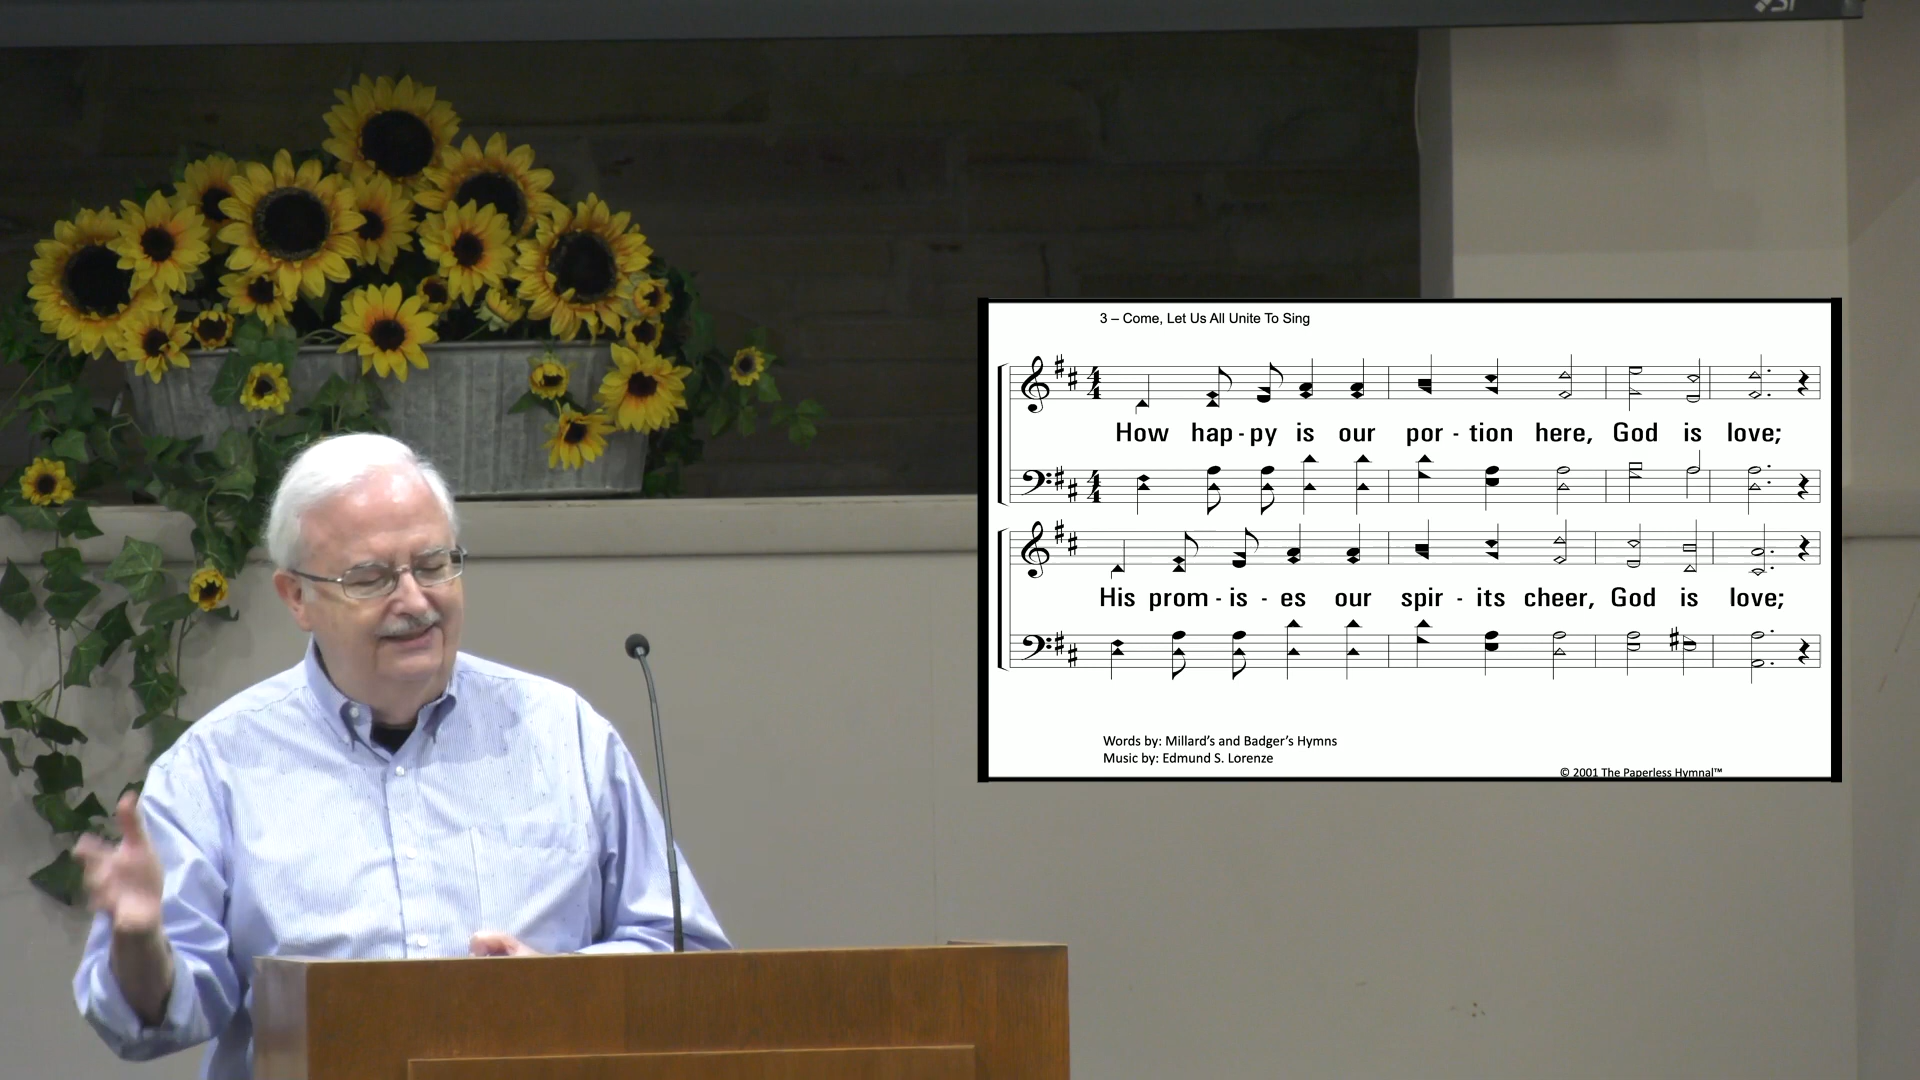 3 – Come, Let Us All Unite To Sing
How hap - py is our por - tion here, God is love;
His prom - is - es our spir - its cheer, God is love;
Words by: Millard’s and Badger’s Hymns
Music by: Edmund S. Lorenze
© 2001 The Paperless Hymnal™